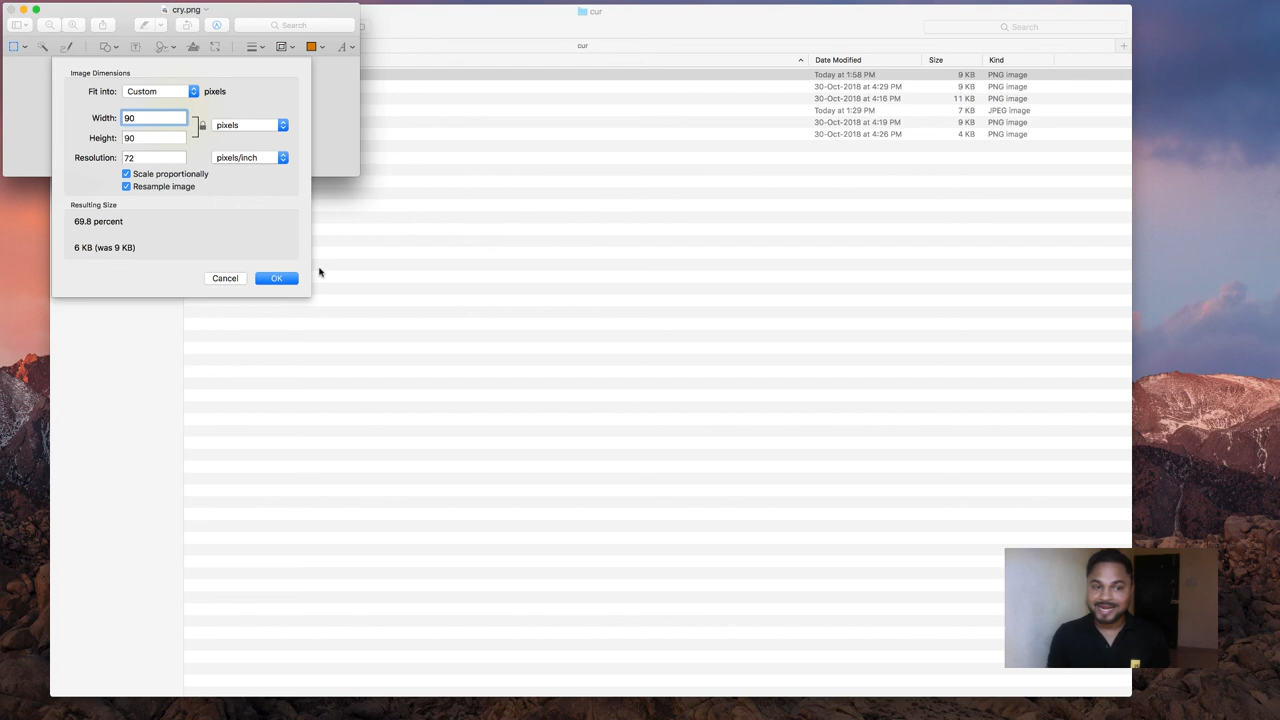 cry.png
Search
cur
Search
cur
Image Dimensions
Fit into: Custom pixels
Width: 90
pixels
Height: 90
Resolution: 72 pixels/inch
Scale proportionally
Resample image
Resulting Size
69.8 percent
6 KB (was 9 KB)
Cancel OK
Date Modified Size Kind
Today at 1:58 PM 9 KB PNG image
30-Oct-2018 at 4:29 PM 9 KB PNG image
30-Oct-2018 at 4:16 PM 11 KB PNG image
Today at 1:29 PM 7 KB JPEG image
30-Oct-2018 at 4:19 PM 9 KB PNG image
30-Oct-2018 at 4:26 PM 4 KB PNG image